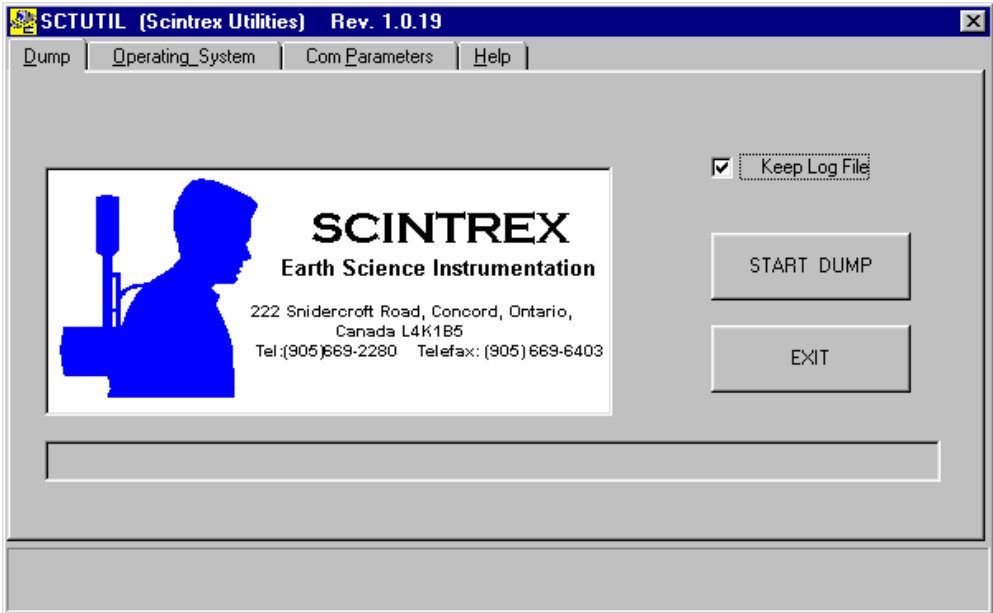 SCTUTIL (Scintrex Utilities) Rev. 1.0.19
Dump Operating_System Com Parameters Help
Keep Log File
SCINTREX
Earth Science Instrumentation
222 Snidercroft Road, Concord, Ontario,
Canada L4K1B5
Tel:(905)669-2280 Telefax: (905) 669-6403
START DUMP
EXIT